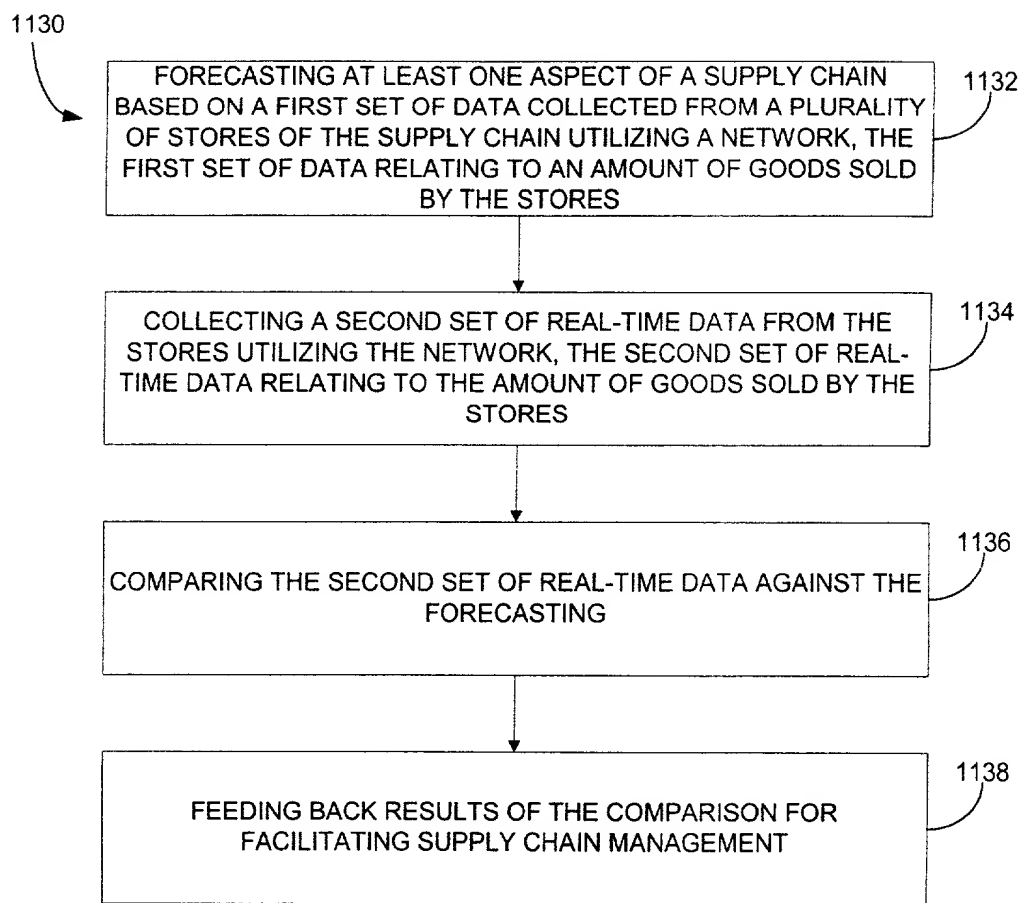 1130
FORECASTING AT LEAST ONE ASPECT OF A SUPPLY CHAIN
BASED ON A FIRST SET OF DATA COLLECTED FROM A PLURALITY
OF STORES OF THE SUPPLY CHAIN UTILIZING A NETWORK, THE
FIRST SET OF DATA RELATING TO AN AMOUNT OF GOODS SOLD
BY THE STORES
1132
COLLECTING A SECOND SET OF REAL-TIME DATA FROM THE
STORES UTILIZING THE NETWORK, THE SECOND SET OF REAL-
TIME DATA RELATING TO THE AMOUNT OF GOODS SOLD BY THE
STORES
1134
COMPARING THE SECOND SET OF REAL-TIME DATA AGAINST THE
FORECASTING
1136
FEEDING BACK RESULTS OF THE COMPARISON FOR
FACILITATING SUPPLY CHAIN MANAGEMENT
1138